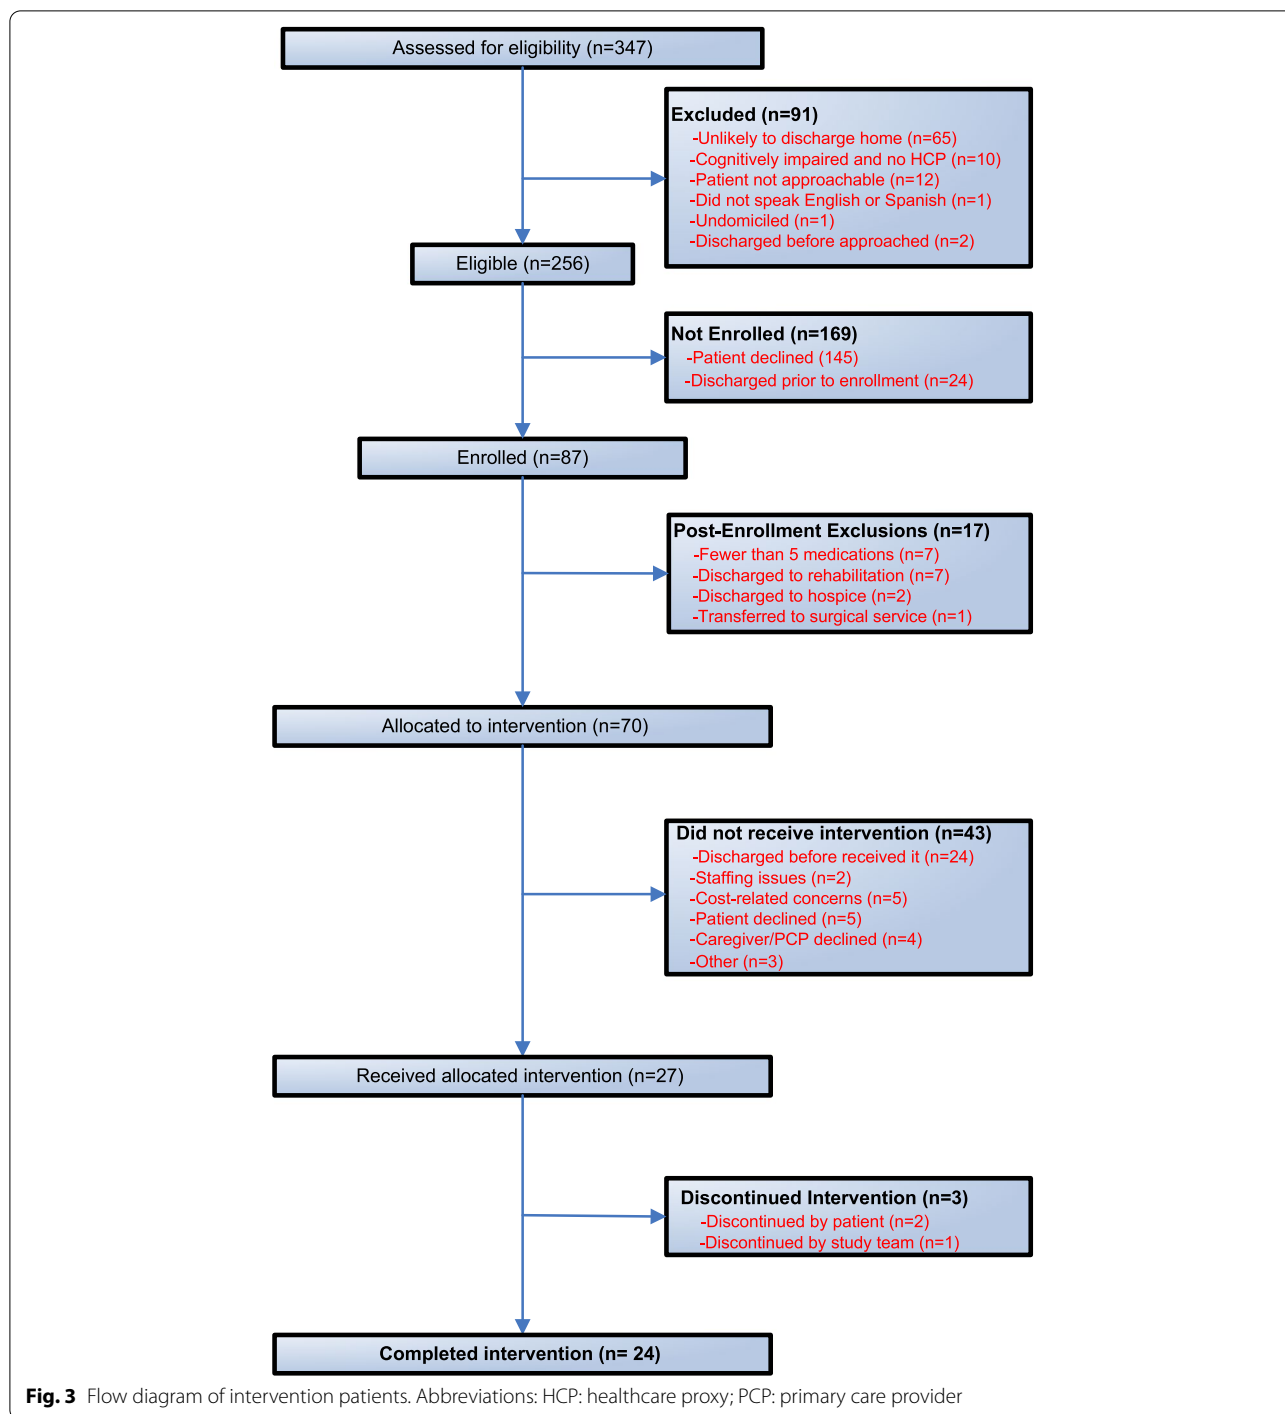 Assessed for eligibility (n=347)
Excluded (n=91)
-Unlikely to discharge home (n=65)
-Cognitively impaired and no HCP (n=10)
-Patient not approachable (n=12)
-Did not speak English or Spanish (n=1)
-Undomiciled (n=1)
-Discharged before approached (n=2)
Eligible (n=256)
Not Enrolled (n=169)
-Patient declined (145)
-Discharged prior to enrollment (n=24)
Enrolled (n=87)
Post-Enrollment Exclusions (n=17)
-Fewer than 5 medications (n=7)
-Discharged to rehabilitation (n=7)
-Discharged to hospice (n=2)
-Transferred to surgical service (n=1)
Allocated to intervention (n=70)
Did not receive intervention (n=43)
-Discharged before received it (n=24)
-Staffing issues (n=2)
-Cost-related concerns (n=5)
-Patient declined (n=5)
-Caregiver/PCP declined (n=4)
-Other (n=3)
Received allocated intervention (n=27)
Discontinued Intervention (n=3)
-Discontinued by patient (n=2)
-Discontinued by study team (n=1)
Completed intervention (n= 24)
Fig. 3 Flow diagram of intervention patients. Abbreviations: HCP: healthcare proxy; PCP: primary care provider